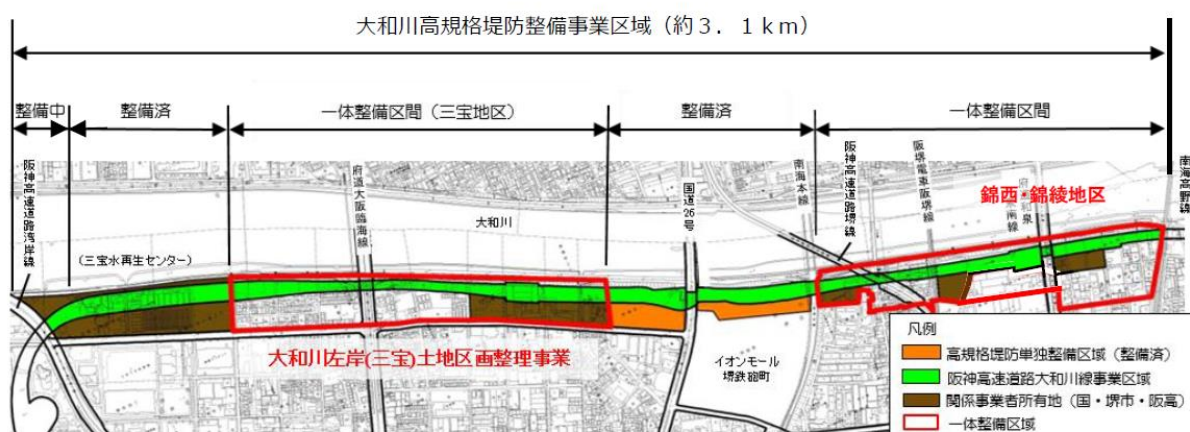 大和川高規格堤防整備事業区域（約３．１ｋｍ）
整備中
整備済
一体整備区間（三宝地区）
整備済
一体整備区間
阪神高速道路湾岸線
府道大阪臨海線
国道26号
南海本線
阪神高速道路堺線
阪堺電車阪堺線
南海高野線
錦西・錦綾地区
大和川
（三宝水再生センター）
大和川左岸(三宝)土地区画整理事業
イオンモール
堺鉄砲町
凡例
高規格堤防単独整備区域（整備済）
阪神高速道路大和川線事業区域
関係事業者所有地（国・堺市・阪高）
一体整備区域